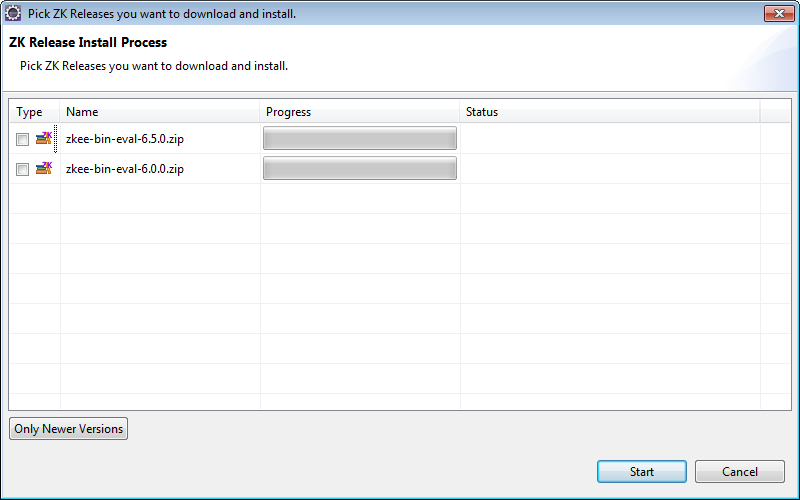 Pick ZK Releases you want to download and install.
ZK Release Install Process
Pick ZK Releases you want to download and install.
Type Name Progress Status
ZK zkee-bin-eval-6.5.0.zip
ZK zkee-bin-eval-6.0.0.zip
Only Newer Versions
Start Cancel